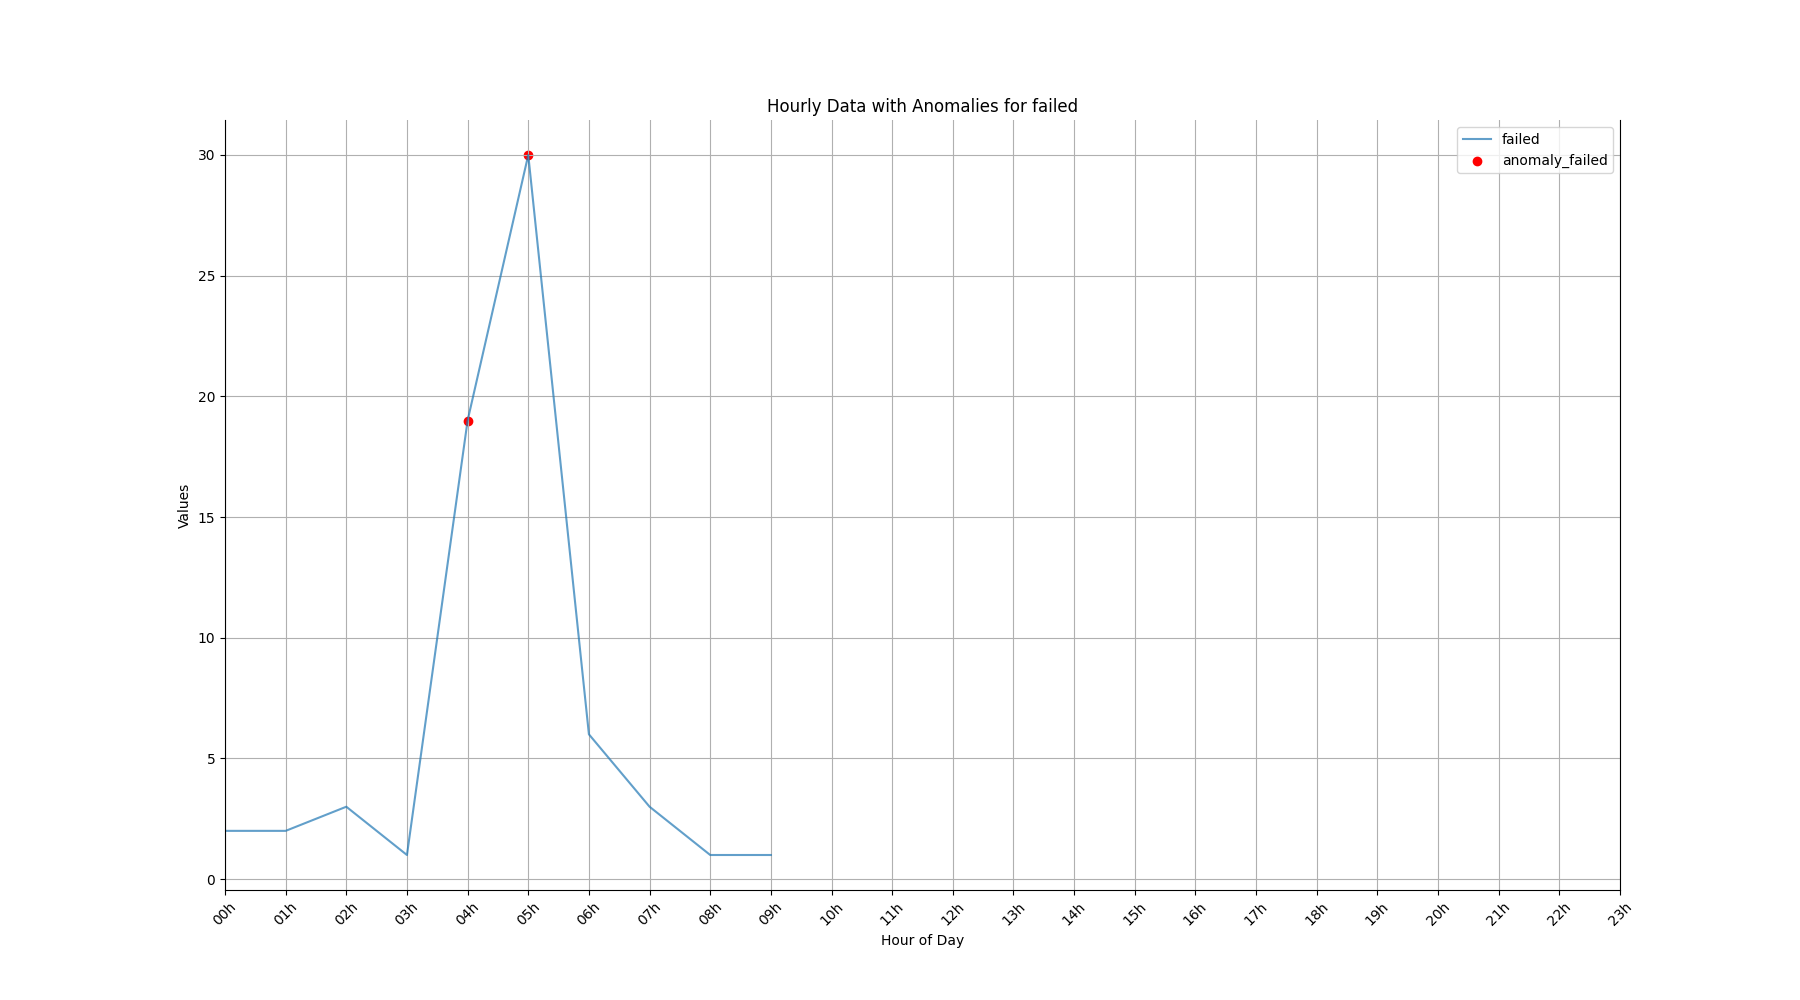 Hourly Data with Anomalies for failed
failed
anomaly_failed
Values
30
25
20
15
10
5
0
00h 01h 02h 03h 04h 05h 06h 07h 08h 09h 10h 11h 12h 13h 14h 15h 16h 17h 18h 19h 20h 21h 22h 23h
Hour of Day